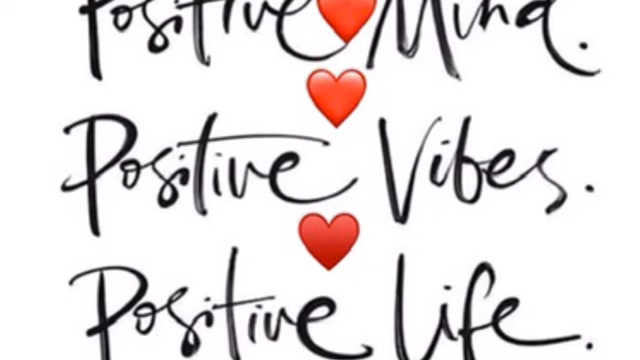 Positive ❤️ Mind.
Positive Vibes.
Positive Life.